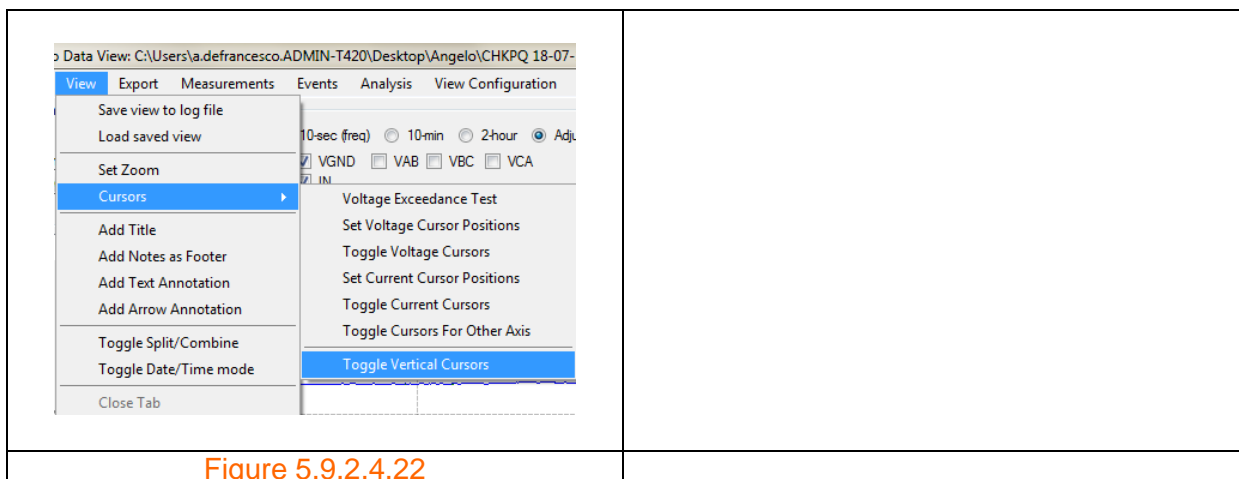 Data View: C:\Users\a.defrancesco.ADMIN-T420\Desktop\Angelo\CHKPQ 18-07-
View Export Measurements Events Analysis View Configuration
Save view to log file
Load saved view
10-sec (freq) 10-min 2-hour
VGND VAB VBC VCA
Set Zoom
IN
Cursors
Voltage Exceedance Test
Set Voltage Cursor Positions
Add Title
Toggle Voltage Cursors
Add Notes as Footer
Set Current Cursor Positions
Add Text Annotation
Toggle Current Cursors
Add Arrow Annotation
Toggle Cursors For Other Axis
Toggle Split/Combine
Toggle Vertical Cursors
Toggle Date/Time mode
Close Tab
Figure 5.9.2.4.22